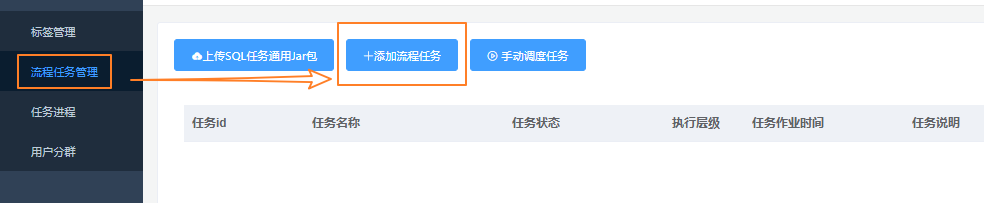 标签管理
流程任务管理
任务进程
用户分群
上传SQL任务通用Jar包
+添加流程任务
手动调度任务
任务id 任务名称 任务状态 执行层级 任务作业时间 任务说明